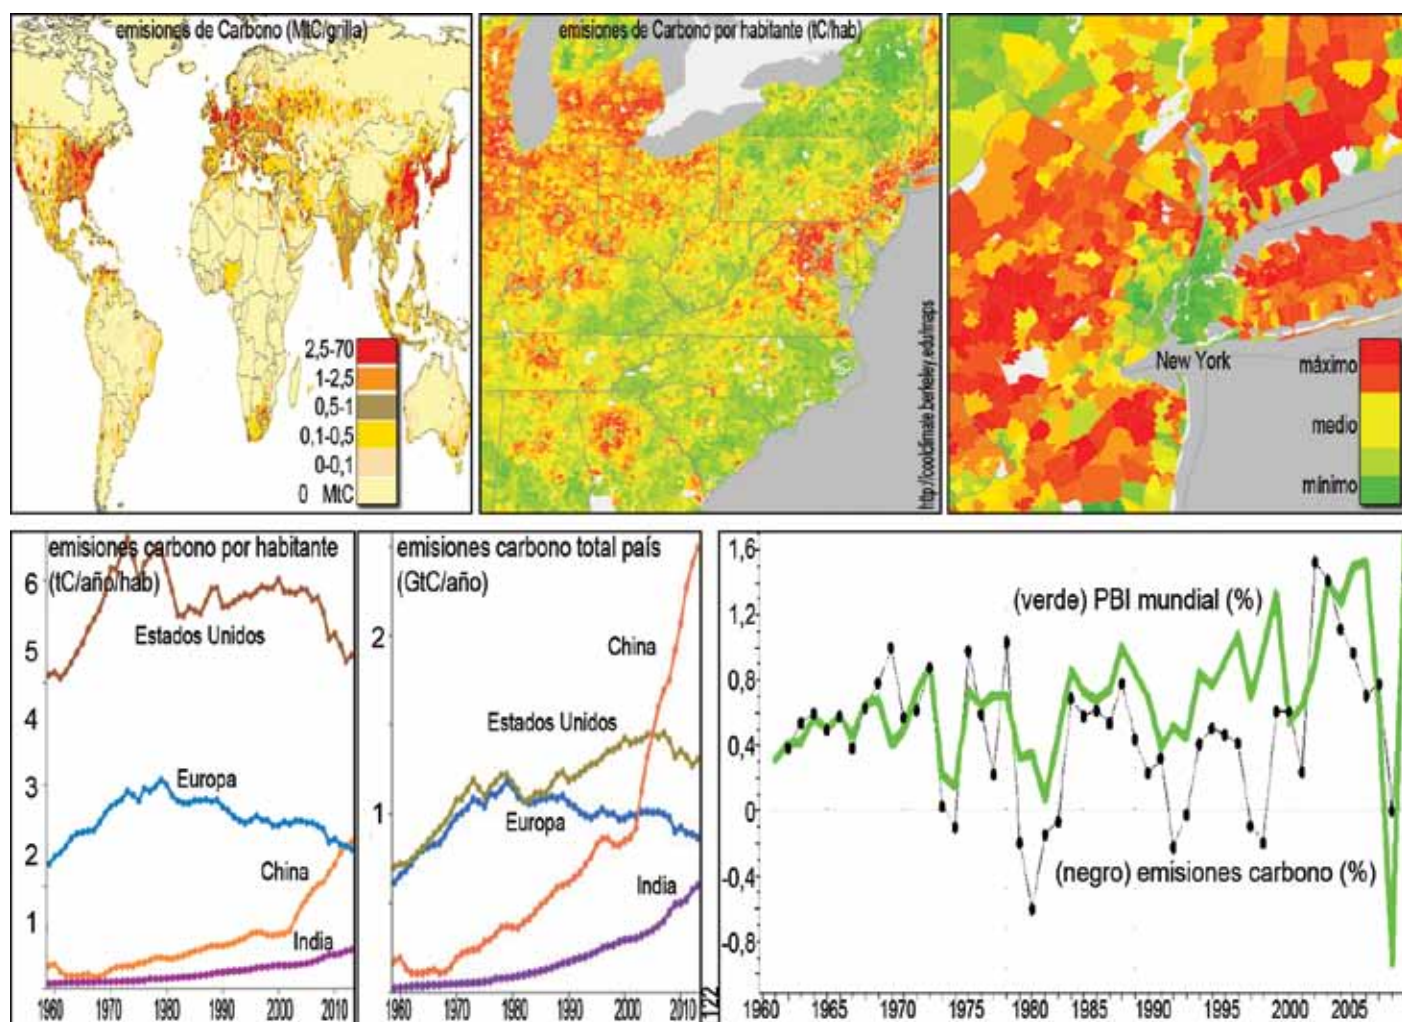 emisiones de Carbono (MtC/grilla)
2,5-70
1-2,5
0,5-1
0,1-0,5
0-0,1
0 MtC
emisiones de Carbono por habitante (tC/hab)
http://coolclimate.berkeley.edu/maps
New York
máximo
medio
mínimo
emisiones carbono por habitante
(tC/año/hab)
6
5
4
3
2
1
Estados Unidos
Europa
China
India
1960 1970 1980 1990 2000 2010
emisiones carbono total país
(GtC/año)
2
1
China
Estados Unidos
Europa
India
1960 1970 1980 1990 2000 2010
122
1,6
1,2
0,8
0,4
0
-0,4
-0,8
(verde) PBI mundial (%)
(negro) emisiones carbono (%)
1960 1965 1970 1975 1980 1985 1990 1995 2000 2005